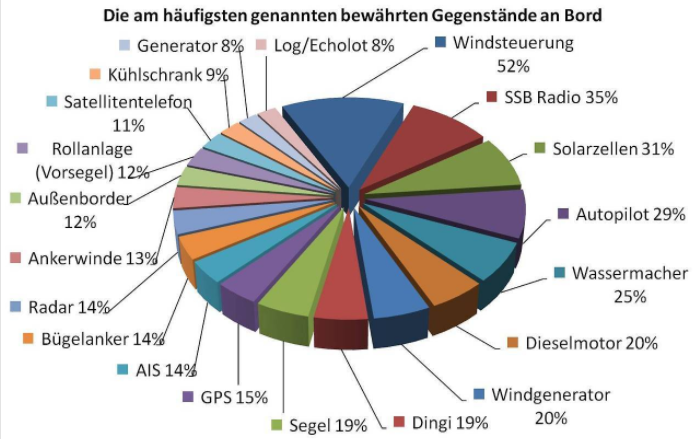 Die am häufigsten genannten bewährten Gegenstände an Bord
Windsteuerung
52%
SSB Radio 35%
Solarzellen 31%
Autopilot 29%
Wassermacher
25%
Dieselmotor 20%
Windgenerator
20%
Dingi 19%
Segel 19%
GPS 15%
AIS 14%
Bügelanker 14%
Radar 14%
Ankerwinde 13%
Außenborder
12%
Rollanlage
(Vorsegel) 12%
Satellitentelefon
11%
Kühlschrank 9%
Generator 8%
Log/Echolot 8%